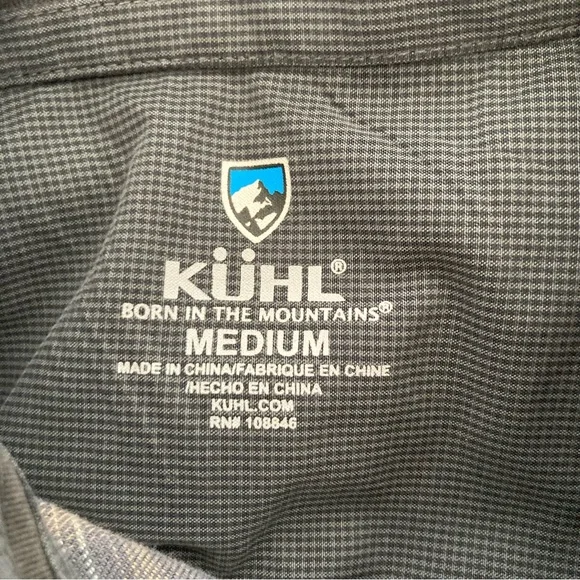 KÜHL®
BORN IN THE MOUNTAINS®
MEDIUM
MADE IN CHINA/FABRIQUE EN CHINE
/HECHO EN CHINA
KUHL.COM
RN# 108846